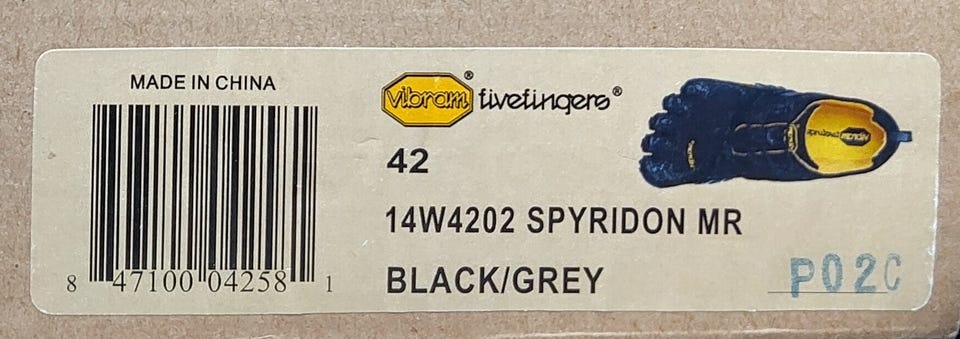 MADE IN CHINA
8 47100 04258 1
vibram® fivefingers®
42
14W4202 SPYRIDON MR
BLACK/GREY
P02C